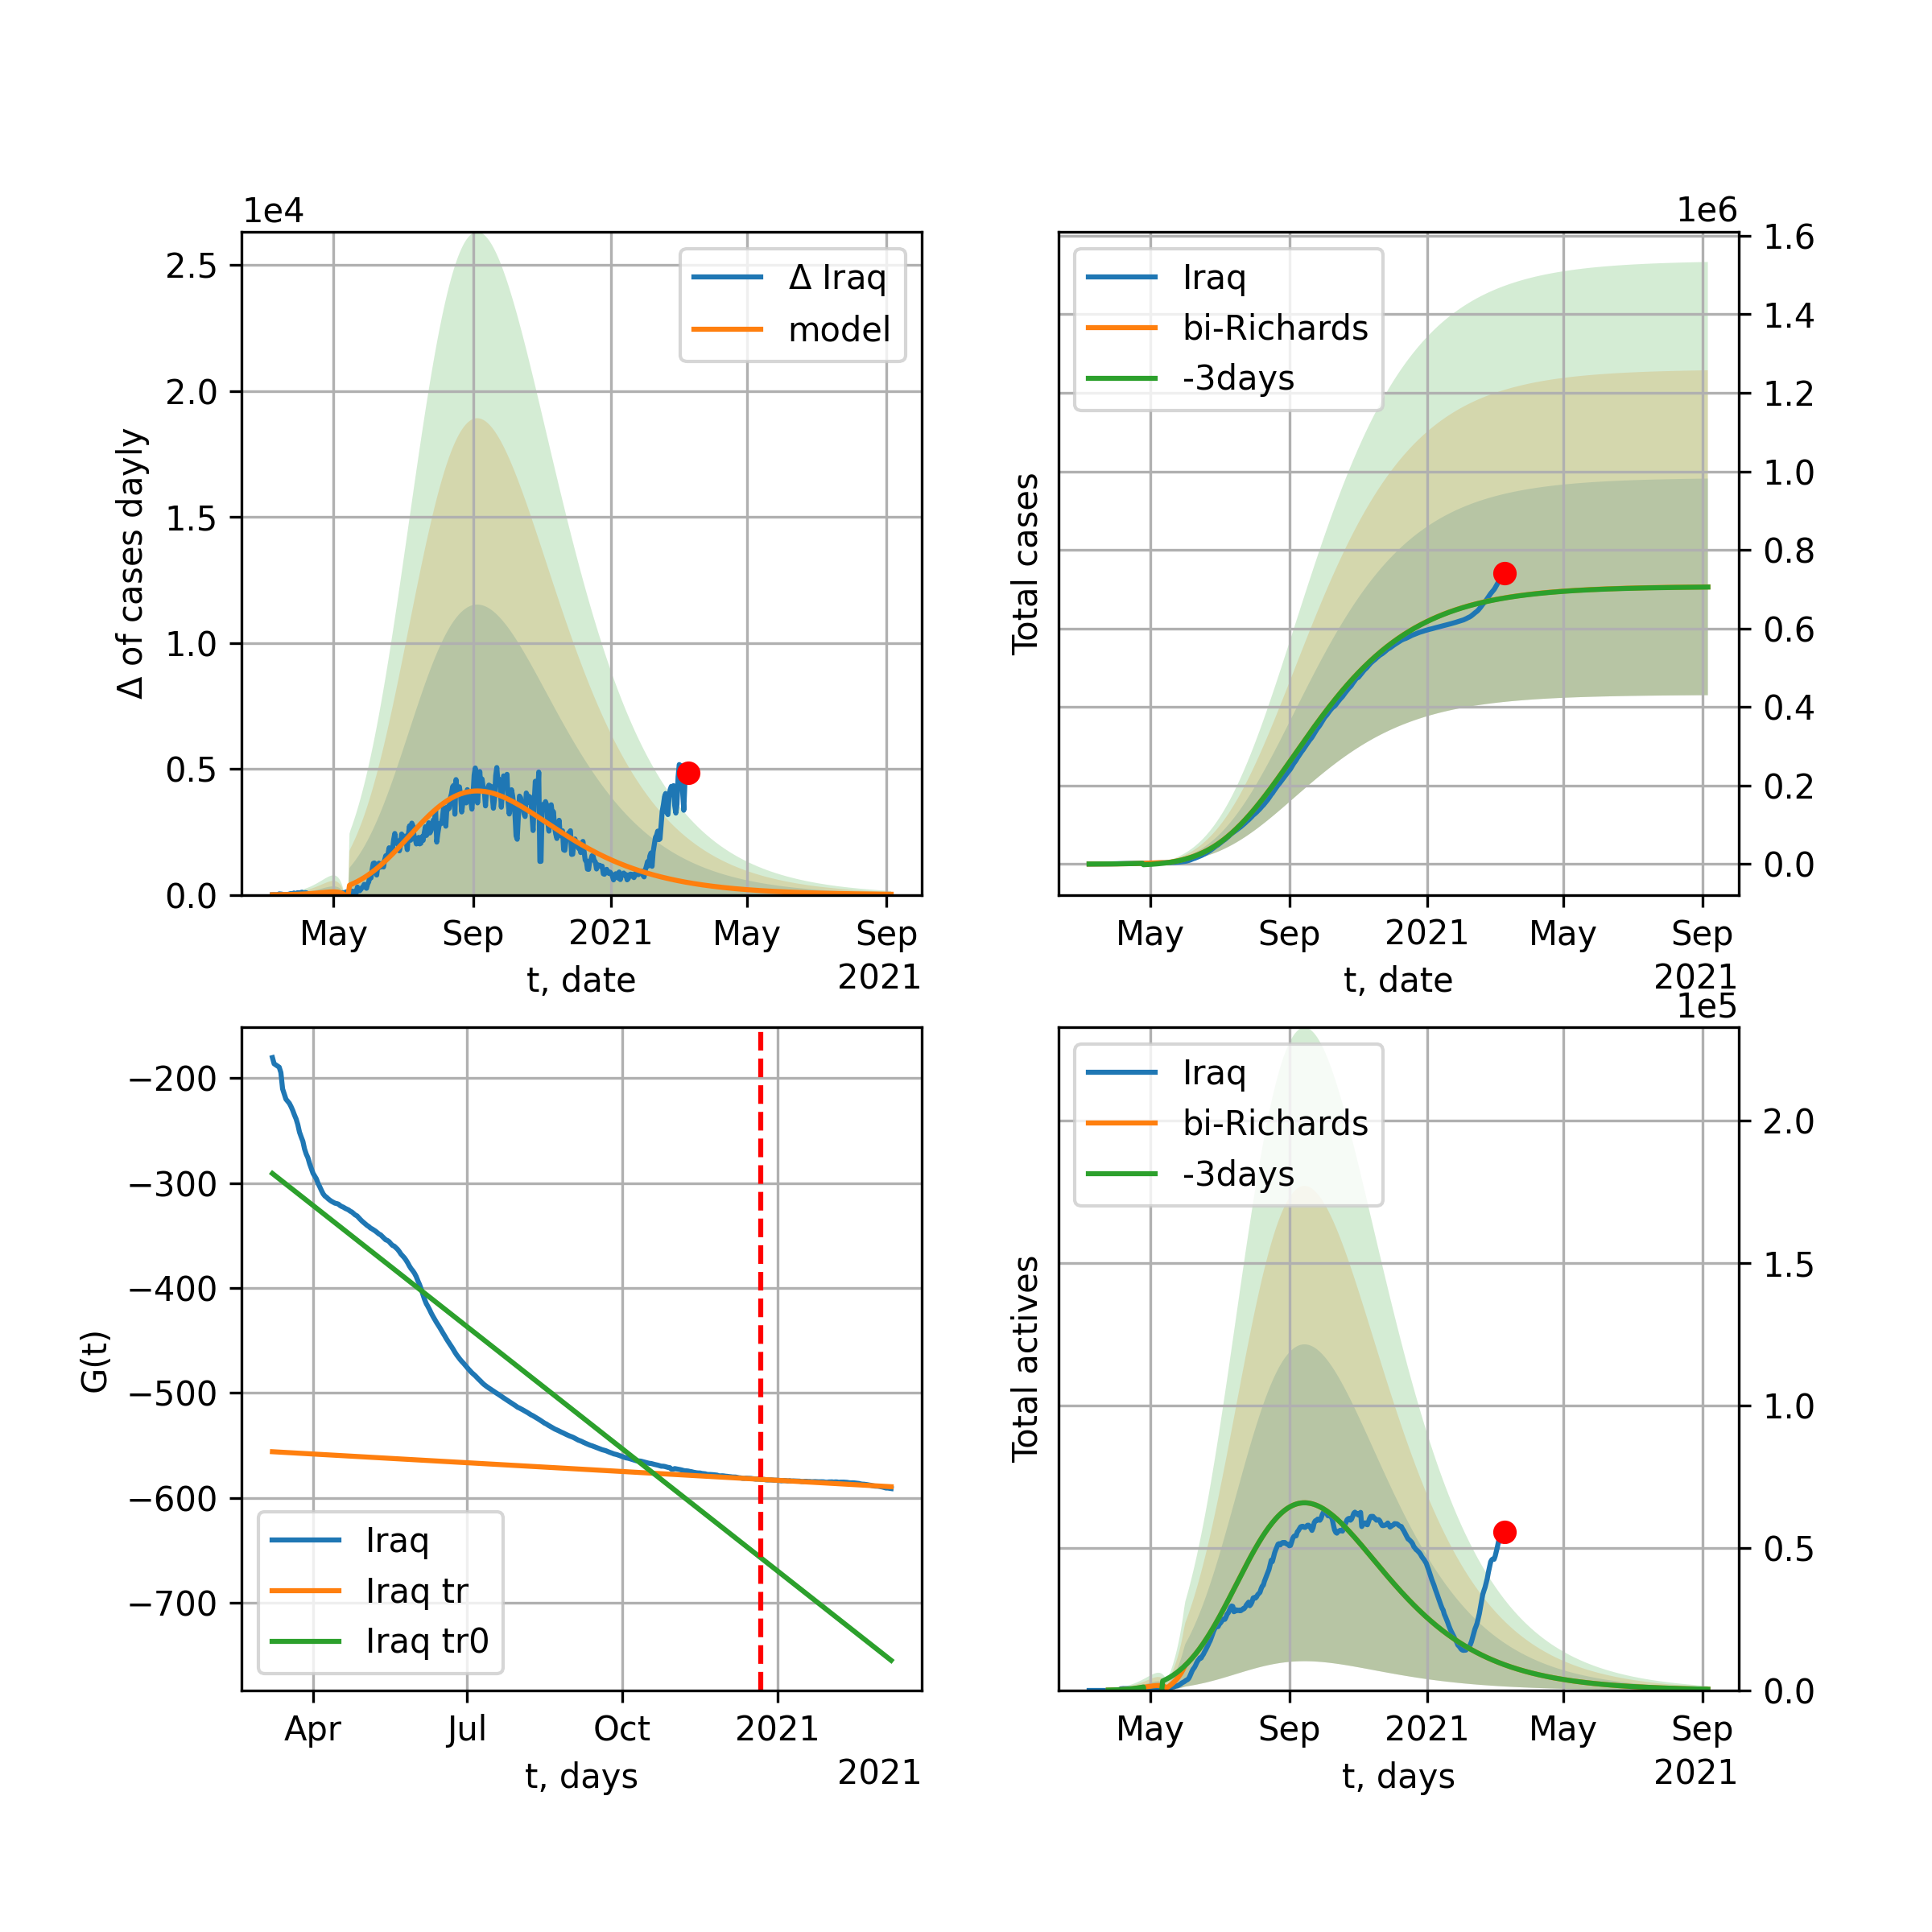 1e4
Δ of cases dayly
2.5
2.0
1.5
1.0
0.5
0.0
Δ Iraq
model
May Sep 2021 May Sep
t, date
2021
1e6
Total cases
1.6
1.4
1.2
1.0
0.8
0.6
0.4
0.2
0.0
Iraq
bi-Richards
-3days
May Sep 2021 May Sep
t, date
2021
G(t)
−200
−300
−400
−500
−600
−700
Iraq
Iraq tr
Iraq tr0
Apr Jul Oct 2021
t, days
2021
1e5
Total actives
2.0
1.5
1.0
0.5
0.0
Iraq
bi-Richards
-3days
May Sep 2021 May Sep
t, days
2021